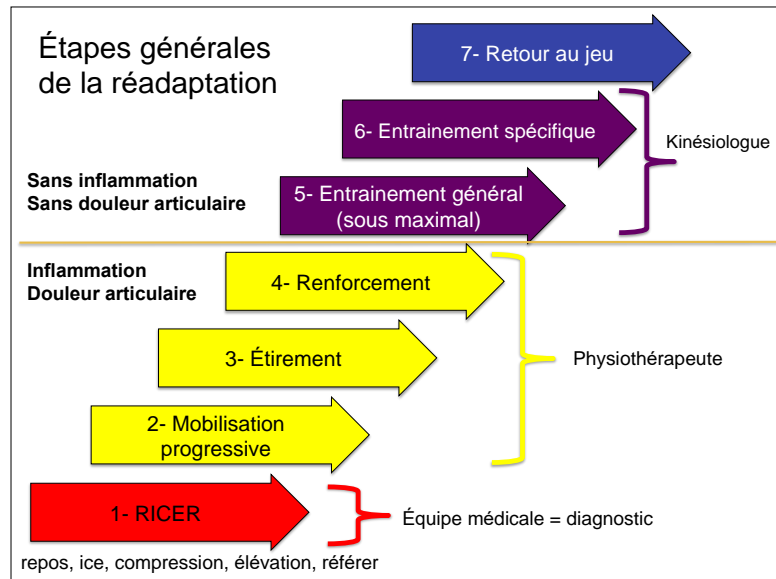 Étapes générales
de la réadaptation
7- Retour au jeu
6- Entrainement spécifique
Kinésiologue
Sans inflammation
Sans douleur articulaire
5- Entrainement général
(sous maximal)
Inflammation
Douleur articulaire
4- Renforcement
3- Étirement
Physiothérapeute
2- Mobilisation
progressive
1- RICER
Équipe médicale = diagnostic
repos, ice, compression, élévation, référer